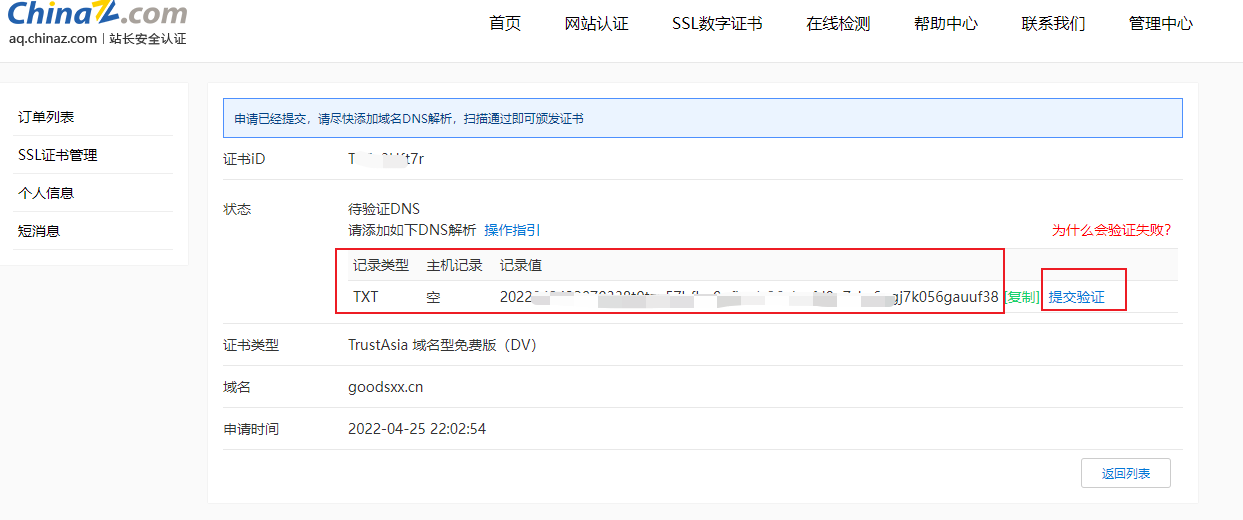 ChinaZ.com
aq.chinaz.com | 站长安全认证
首页 网站认证 SSL数字证书 在线检测 帮助中心 联系我们 管理中心
订单列表
SSL证书管理
个人信息
短消息
申请已经提交，请尽快添加域名DNS解析，扫描通过即可颁发证书
证书ID
状态 待验证DNS
请添加如下DNS解析 操作指引 为什么会验证失败?
记录类型 主机记录 记录值
TXT 空 [复制] 提交验证
证书类型 TrustAsia 域名型免费版（DV）
域名 goodsxx.cn
申请时间 2022-04-25 22:02:54
返回列表